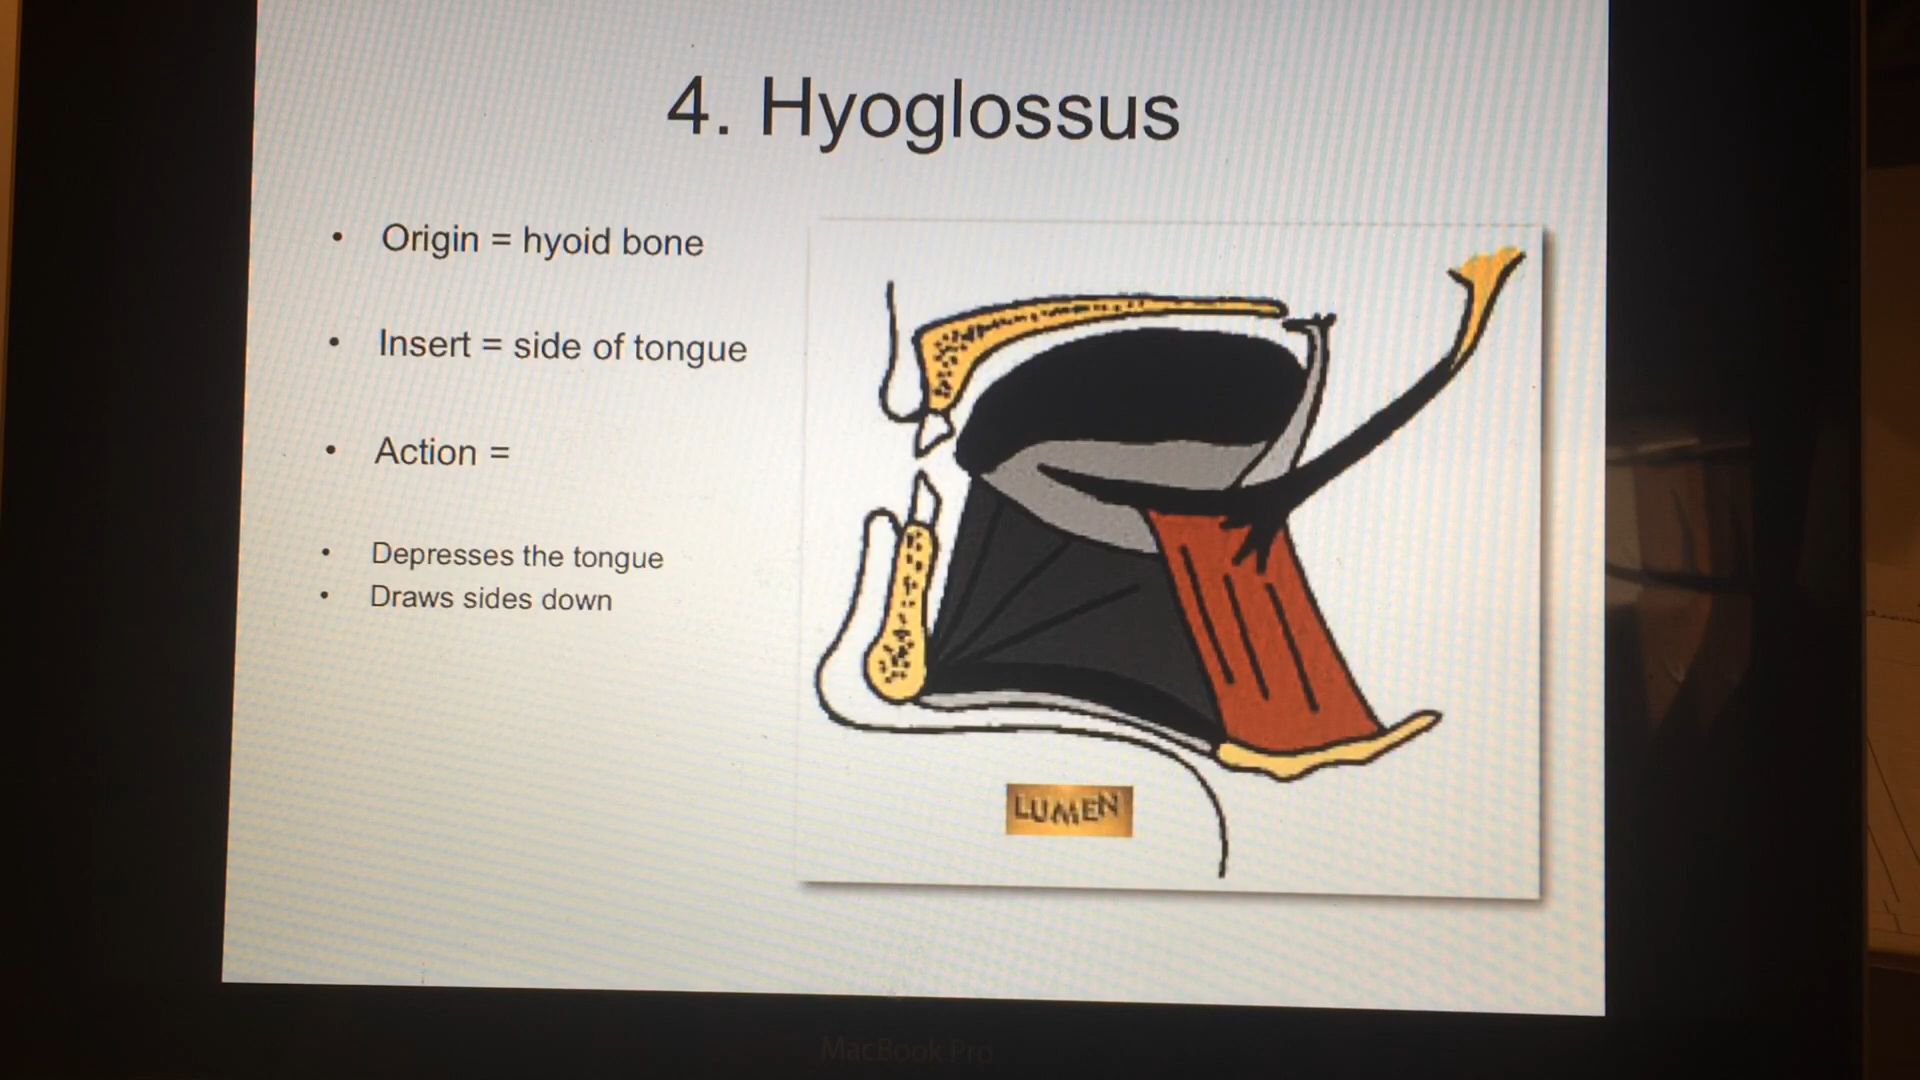 4. Hyoglossus
• Origin = hyoid bone
• Insert = side of tongue
• Action =
• Depresses the tongue
• Draws sides down
LUMEN
MacBook Pro